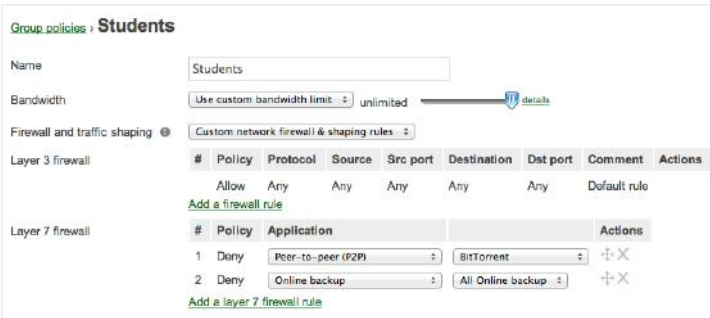 Group policies › Students
Name Students
Bandwidth Use custom bandwidth limit unlimited details
Firewall and traffic shaping Custom network firewall & shaping rules
Layer 3 firewall # Policy Protocol Source Src port Destination Dst port Comment Actions
Allow Any Any Any Any Any Default rule
Add a firewall rule
Layer 7 firewall # Policy Application Actions
1 Deny Peer-to-peer (P2P) BitTorrent
2 Deny Online backup All Online backup
Add a layer 7 firewall rule